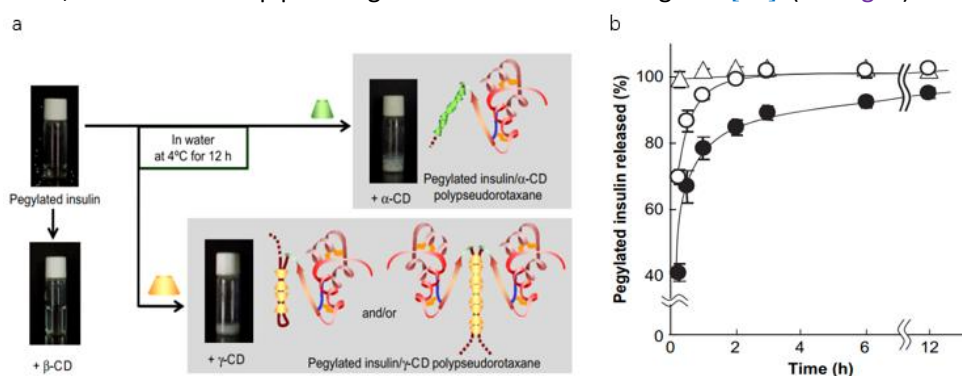 a
b
In water
at 4ºC for 12 h
Pegylated insulin
+ α-CD
Pegylated insulin/α-CD
polypseudorotaxane
+ β-CD
+ γ-CD
and/or
Pegylated insulin/γ-CD polypseudorotaxane
Pegylated insulin released (%)
100
80
60
40
0
0 2 4 6 12
Time (h)